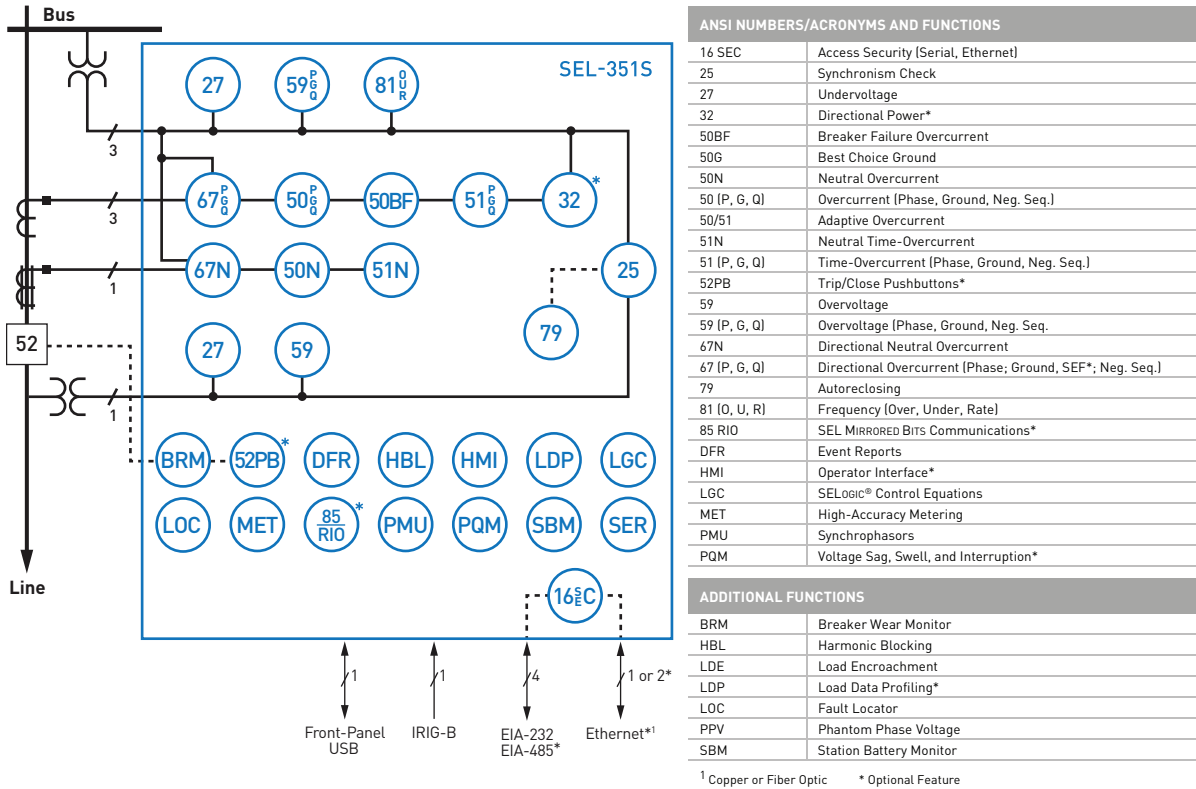 Bus
SEL-351S
27
59 P G Q
81 O U R
3
67 P G Q
50 P G Q
50BF
51 P G Q
32 *
3
67N
50N
51N
25
1
79
52
27
59
1
BRM
52PB *
DFR
HBL
HMI
LDP
LGC
LOC
MET
85 RIO *
PMU
PQM
SBM
SER
Line
16 S E C
1
1
4
1 or 2*
Front-Panel
USB
IRIG-B
EIA-232
EIA-485*
Ethernet*1
ANSI NUMBERS/ACRONYMS AND FUNCTIONS
16 SEC Access Security (Serial, Ethernet)
25 Synchronism Check
27 Undervoltage
32 Directional Power*
50BF Breaker Failure Overcurrent
50G Best Choice Ground
50N Neutral Overcurrent
50 (P, G, Q) Overcurrent (Phase, Ground, Neg. Seq.)
50/51 Adaptive Overcurrent
51N Neutral Time-Overcurrent
51 (P, G, Q) Time-Overcurrent (Phase, Ground, Neg. Seq.)
52PB Trip/Close Pushbuttons*
59 Overvoltage
59 (P, G, Q) Overvoltage (Phase, Ground, Neg. Seq.
67N Directional Neutral Overcurrent
67 (P, G, Q) Directional Overcurrent (Phase; Ground, SEF*; Neg. Seq.)
79 Autoreclosing
81 (O, U, R) Frequency (Over, Under, Rate)
85 RIO SEL MIRRORED BITS Communications*
DFR Event Reports
HMI Operator Interface*
LGC SELOGIC® Control Equations
MET High-Accuracy Metering
PMU Synchrophasors
PQM Voltage Sag, Swell, and Interruption*
ADDITIONAL FUNCTIONS
BRM Breaker Wear Monitor
HBL Harmonic Blocking
LDE Load Encroachment
LDP Load Data Profiling*
LOC Fault Locator
PPV Phantom Phase Voltage
SBM Station Battery Monitor
1 Copper or Fiber Optic * Optional Feature